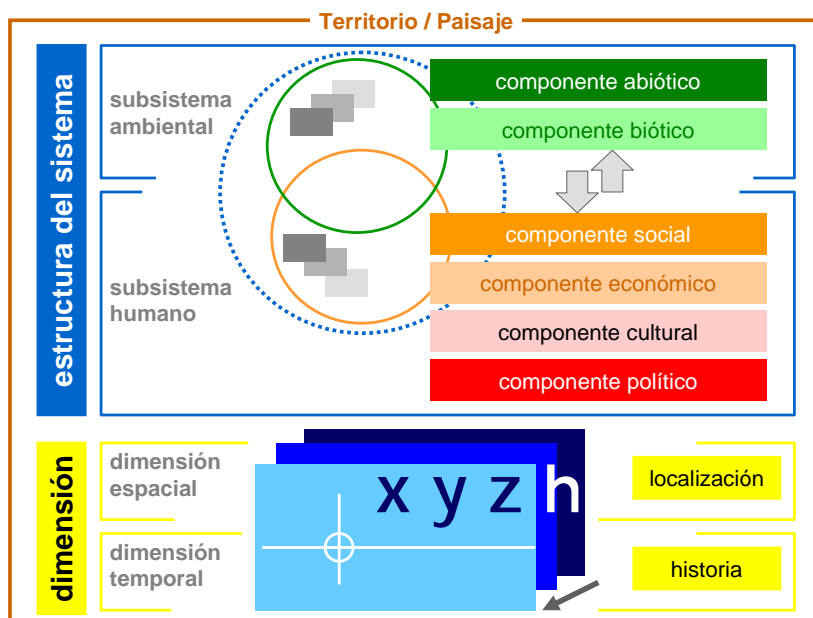 Territorio / Paisaje
estructura del sistema
subsistema
ambiental
componente abiótico
componente biótico
subsistema
humano
componente social
componente económico
componente cultural
componente político
dimensión
dimensión
espacial
x y z h
localización
dimensión
temporal
historia